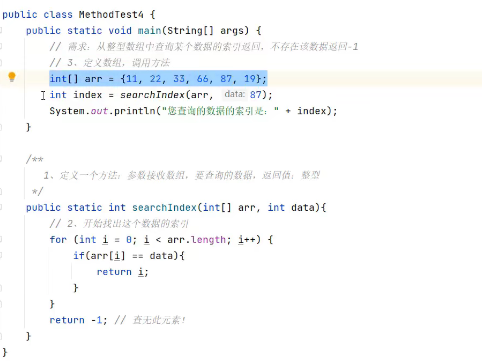 public class MethodTest4 {
public static void main(String[] args) {
// 需求：从整型数组中查询某个数据的索引返回，不存在该数据返回-1
// 3、定义数组，调用方法
int[] arr = {11, 22, 33, 66, 87, 19};
int index = searchIndex(arr, data: 87);
System.out.println("您查询的数据的索引是：" + index);
}
/**
1、定义一个方法：参数接收数组，要查询的数据，返回值：整型
*/
public static int searchIndex(int[] arr, int data){
// 2、开始找出这个数据的索引
for (int i = 0; i < arr.length; i++) {
if(arr[i] == data){
return i;
}
}
return -1; // 查无此元素！
}
}